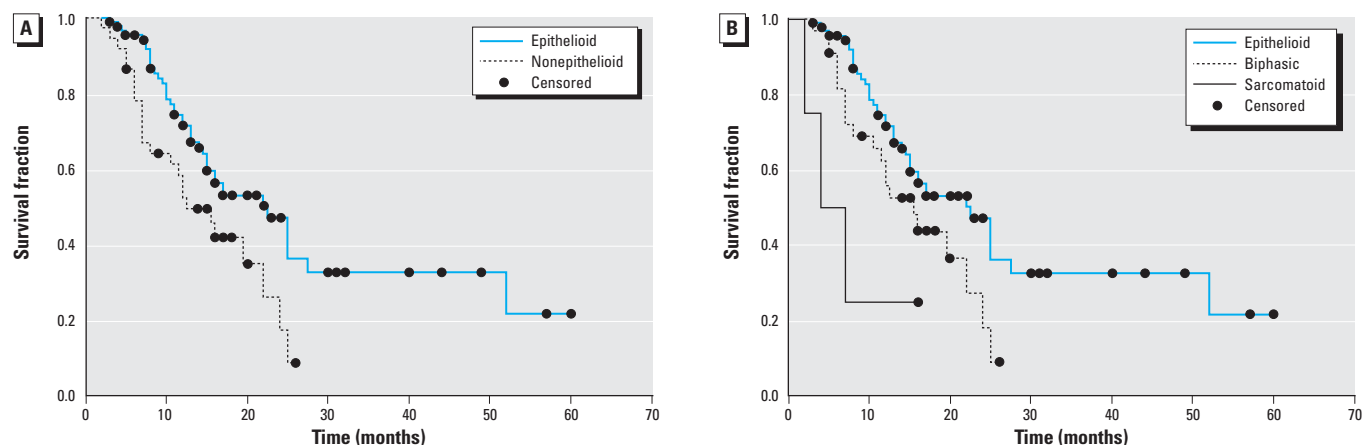 A
1.0
0.8
0.6
0.4
0.2
0.0
Survival fraction
0 10 20 30 40 50 60 70
Time (months)
Epithelioid
Nonepithelioid
Censored
B
1.0
0.8
0.6
0.4
0.2
0.0
Survival fraction
0 10 20 30 40 50 60 70
Time (months)
Epithelioid
Biphasic
Sarcomatoid
Censored